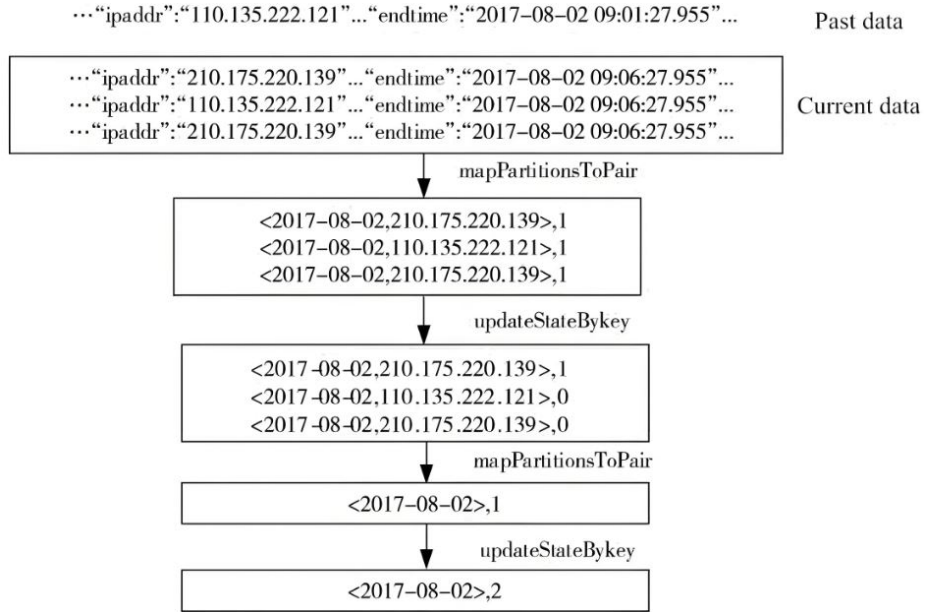 ···“ipaddr”:“110.135.222.121”...“endtime”:“2017–08–02 09:01:27.955”...
Past data
···“ipaddr”:“210.175.220.139”...“endtime”:“2017–08–02 09:06:27.955”...
···“ipaddr”:“110.135.222.121”...“endtime”:“2017–08–02 09:06:27.955”...
Current data
···“ipaddr”:“210.175.220.139”...“endtime”:“2017–08–02 09:06:27.955”...
mapPartitionsToPair
<2017–08–02,210.175.220.139>,1
<2017–08–02,110.135.222.121>,1
<2017–08–02,210.175.220.139>,1
updateStateBykey
<2017-08-02,210.175.220.139>,1
<2017-08-02,110.135.222.121>,0
<2017-08-02,210.175.220.139>,0
mapPartitionsToPair
<2017–08–02>,1
updateStateBykey
<2017–08–02>,2